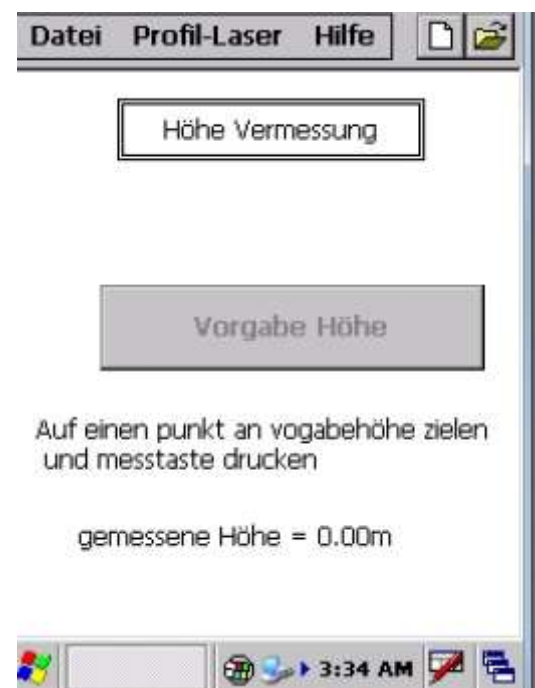 Datei Profil-Laser Hilfe
Höhe Vermessung
Vorgabe Höhe
Auf einen punkt an vogabehöhe zielen
und messtaste drucken
gemessene Höhe = 0.00m
3:34 AM